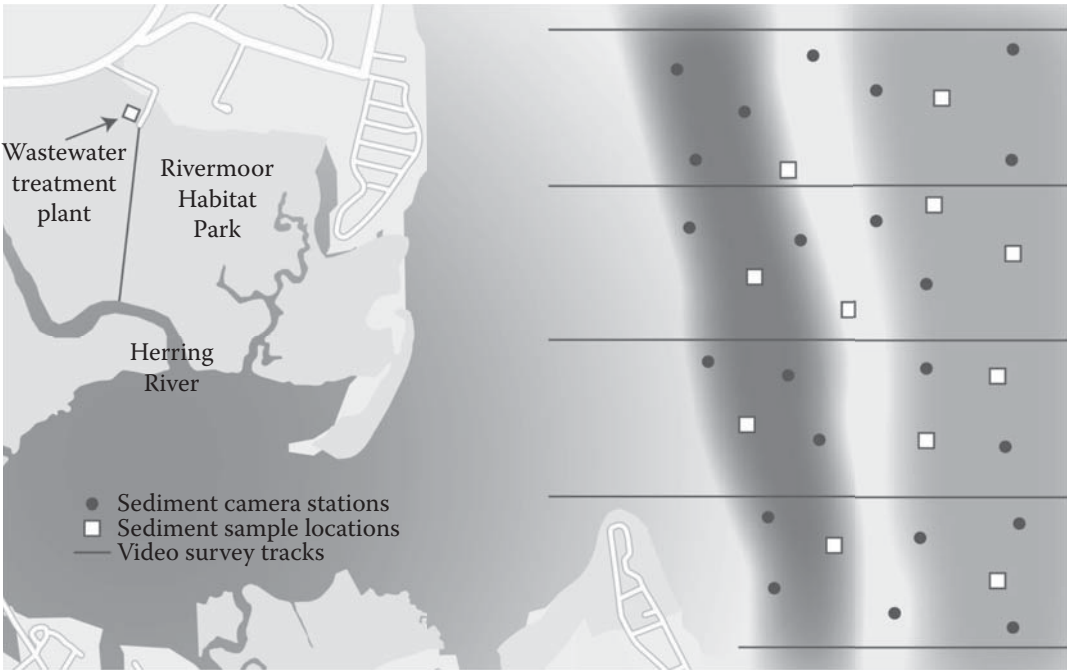 Wastewater
treatment
plant
Rivermoor
Habitat
Park
Herring
River
Sediment camera stations
Sediment sample locations
Video survey tracks